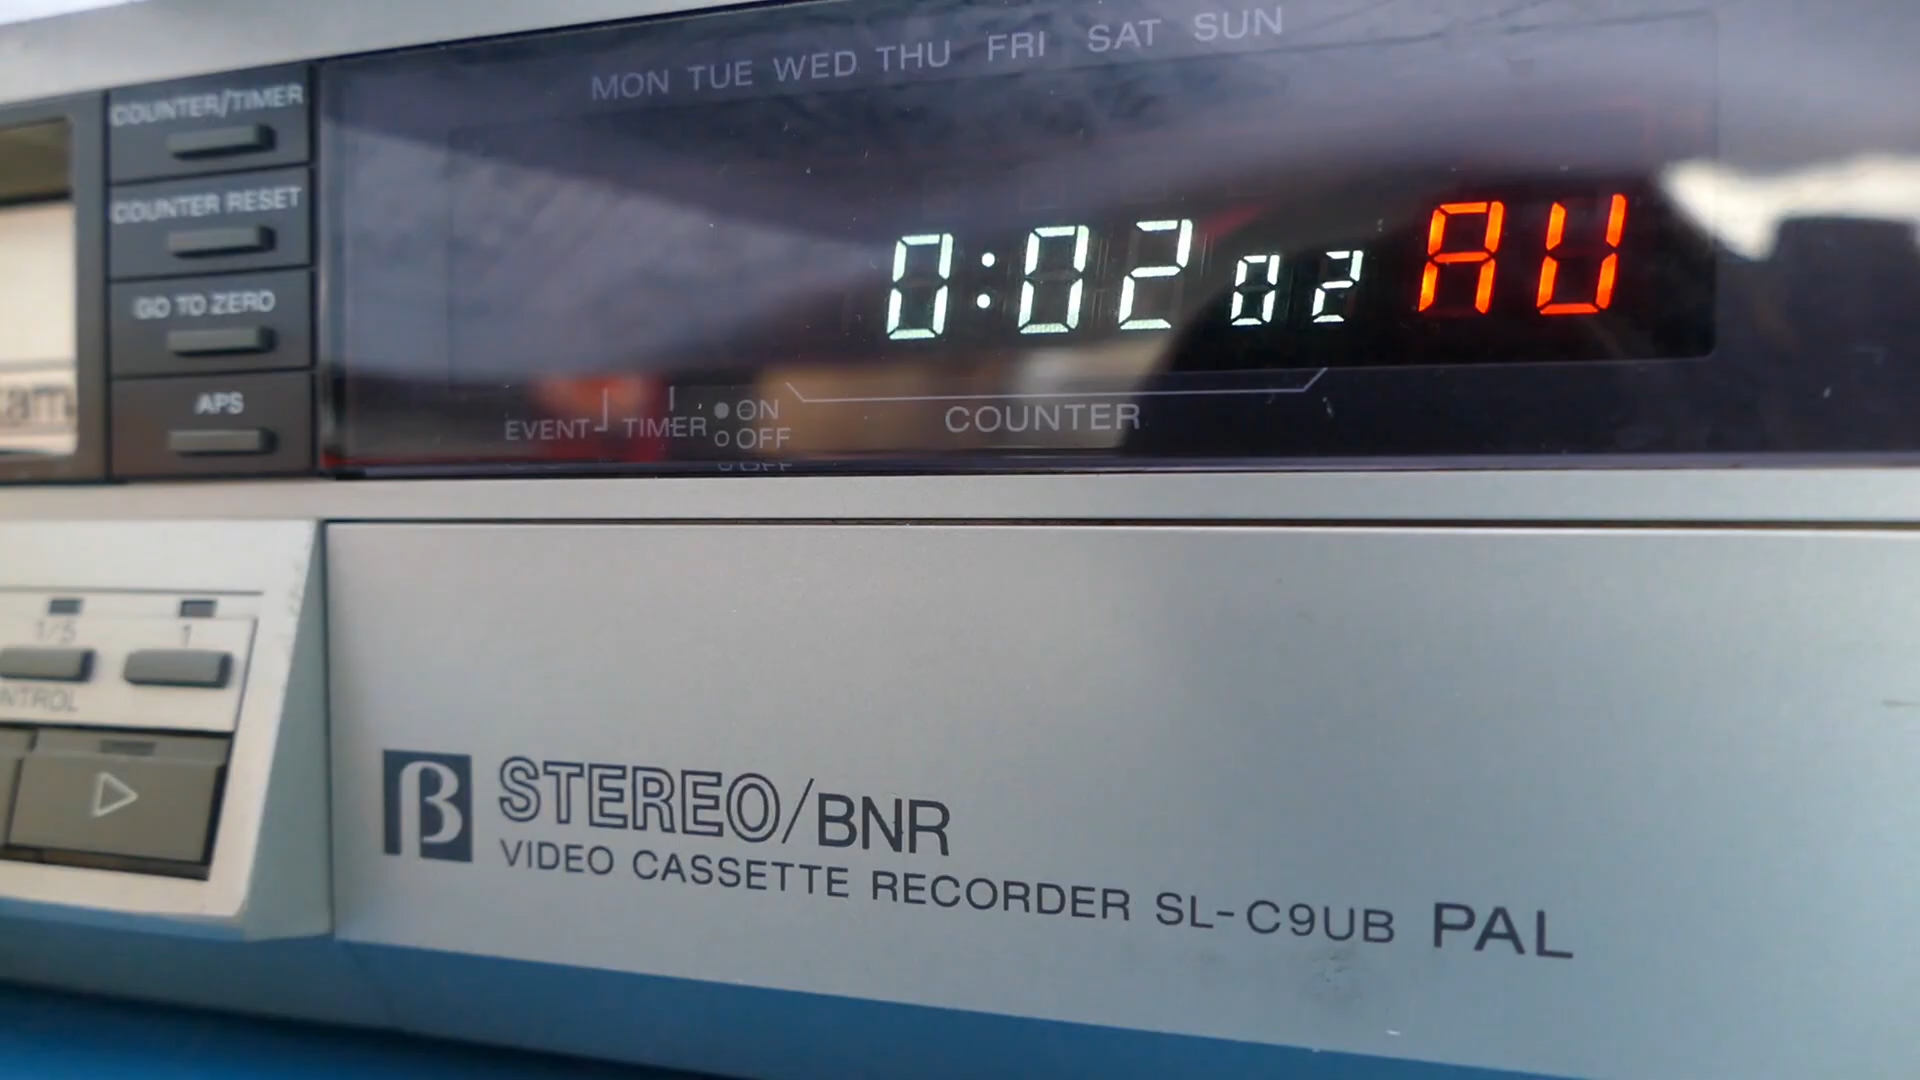 MON TUE WED THU FRI SAT SUN
COUNTER/TIMER
COUNTER RESET
GO TO ZERO
APS
0:02 02 AU
EVENT TIMER ON
OFF
COUNTER
1/5 1
β STEREO/BNR
VIDEO CASSETTE RECORDER SL-C9UB PAL